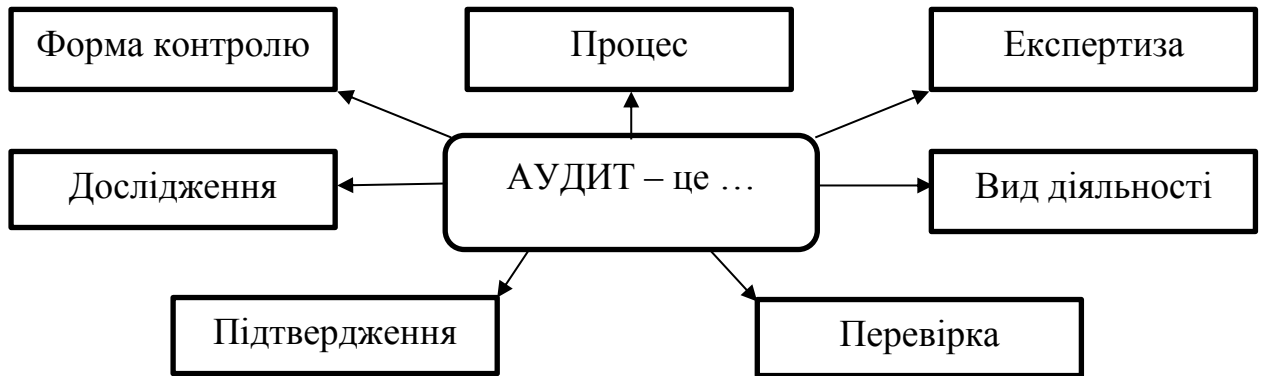 Форма контролю
Процес
Експертиза
Дослідження
АУДИТ – це …
Вид діяльності
Підтвердження
Перевірка